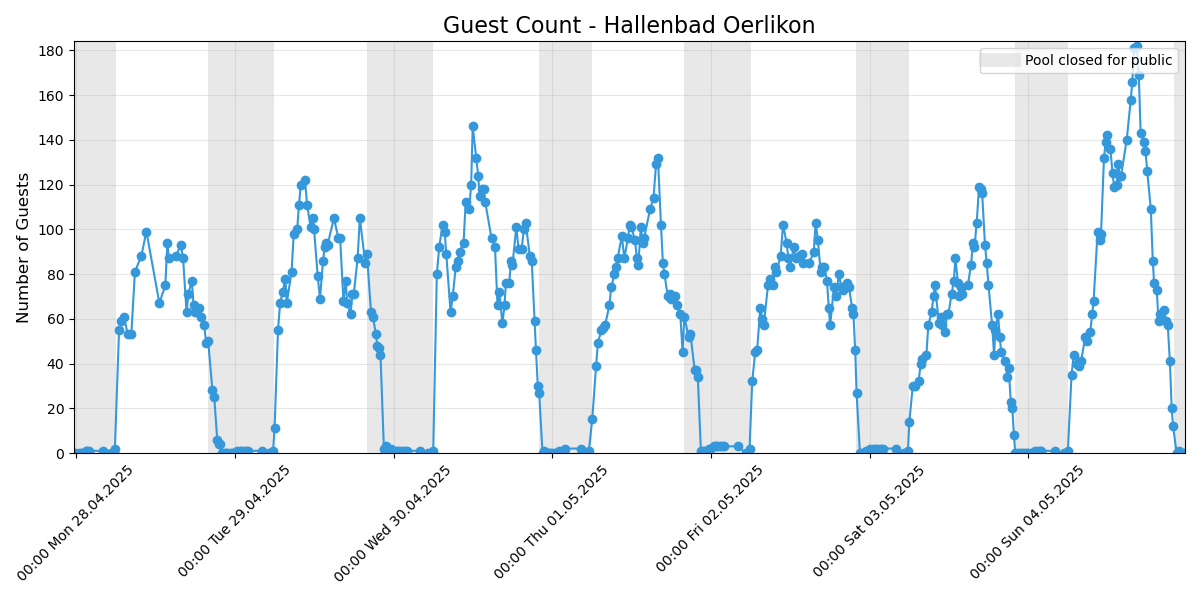 Guest Count - Hallenbad Oerlikon
Pool closed for public
Number of Guests
180
160
140
120
100
80
60
40
20
0
00:00 Mon 28.04.2025
00:00 Tue 29.04.2025
00:00 Wed 30.04.2025
00:00 Thu 01.05.2025
00:00 Fri 02.05.2025
00:00 Sat 03.05.2025
00:00 Sun 04.05.2025